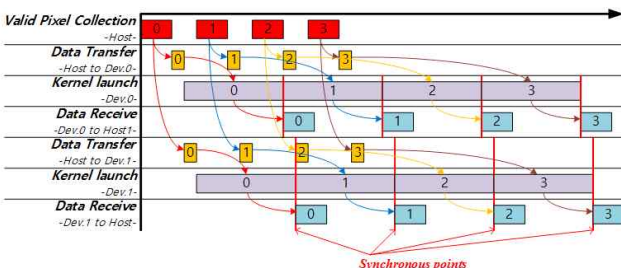 Valid Pixel Collection
-Host-
0 1 2 3
Data Transfer
-Host to Dev.0-
0 1 2 3
Kernel launch
-Dev.0-
0 1 2 3
Data Receive
-Dev.0 to Host1-
0 1 2 3
Data Transfer
-Host to Dev.1-
0 1 2 3
Kernel launch
-Dev.1-
0 1 2 3
Data Receive
-Dev.1 to Host-
0 1 2 3
Synchronous points